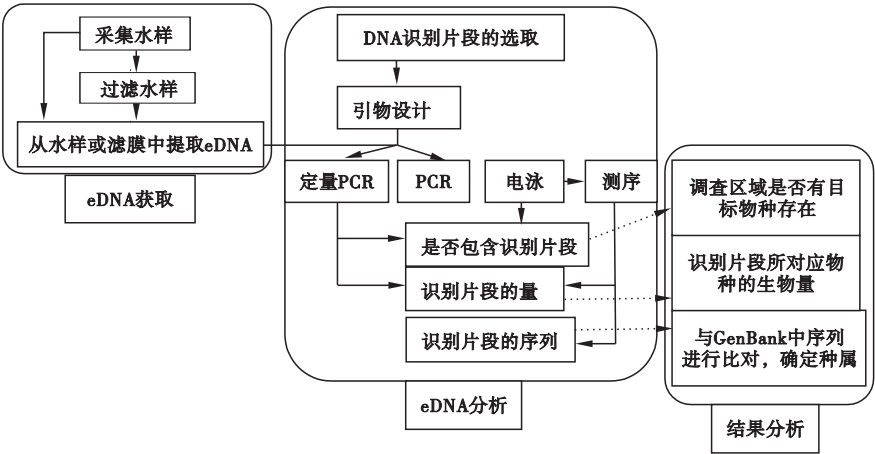 采集水样
过滤水样
从水样或滤膜中提取eDNA
eDNA获取
DNA识别片段的选取
引物设计
定量PCR
PCR
电泳
测序
是否包含识别片段
识别片段的量
识别片段的序列
eDNA分析
调查区域是否有目
标物种存在
识别片段所对应物
种的生物量
与GenBank中序列
进行比对，确定种属
结果分析